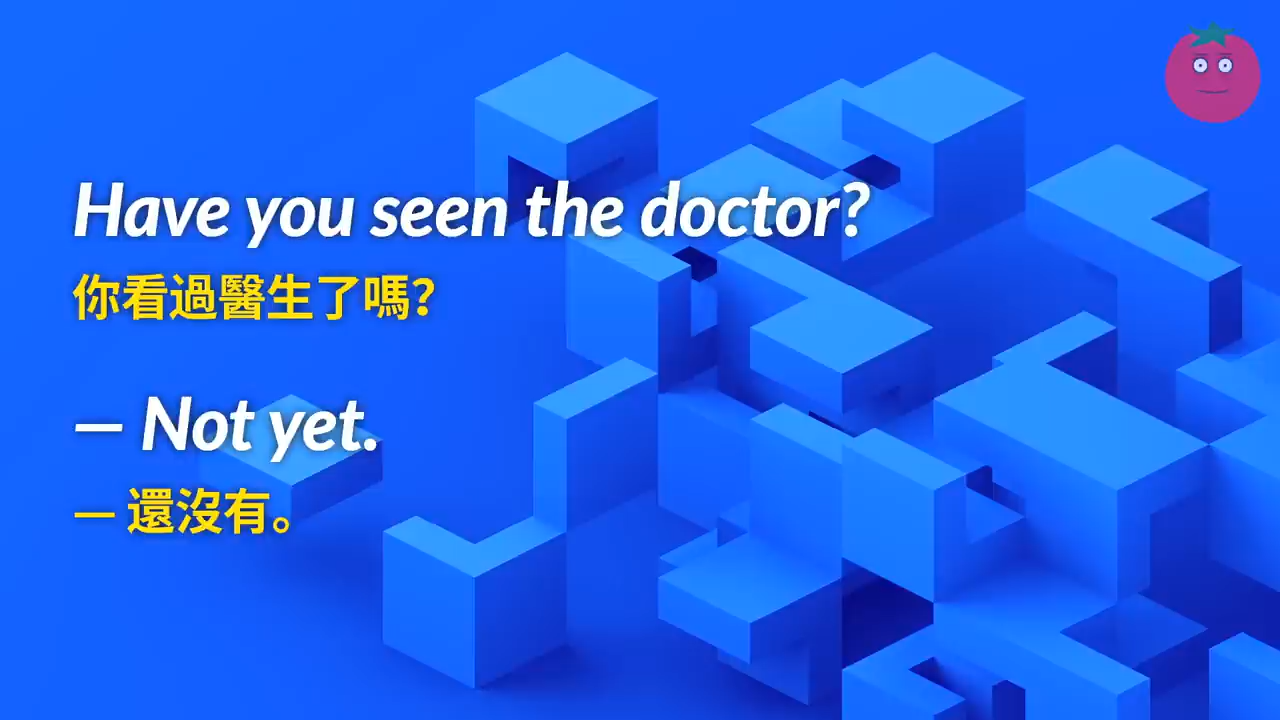 Have you seen the doctor?
你看過醫生了嗎?
— Not yet.
— 還沒有。